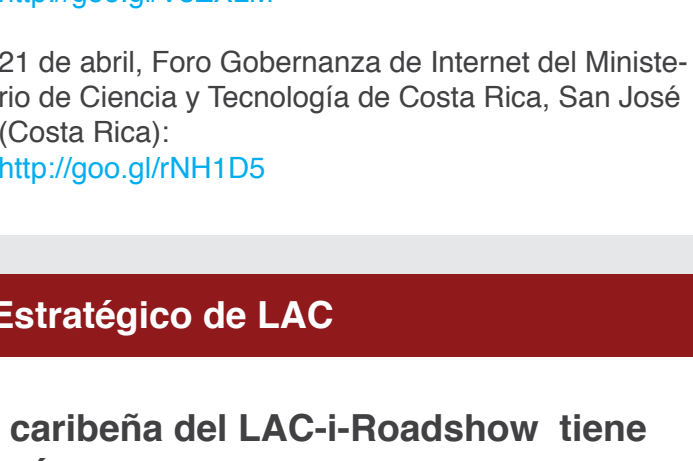 21 de abril, Foro Gobernanza de Internet del Ministe-
rio de Ciencia y Tecnología de Costa Rica, San José
(Costa Rica):
http://goo.gl/rNH1D5
Estratégico de LAC
caribeña del LAC-i-Roadshow tiene